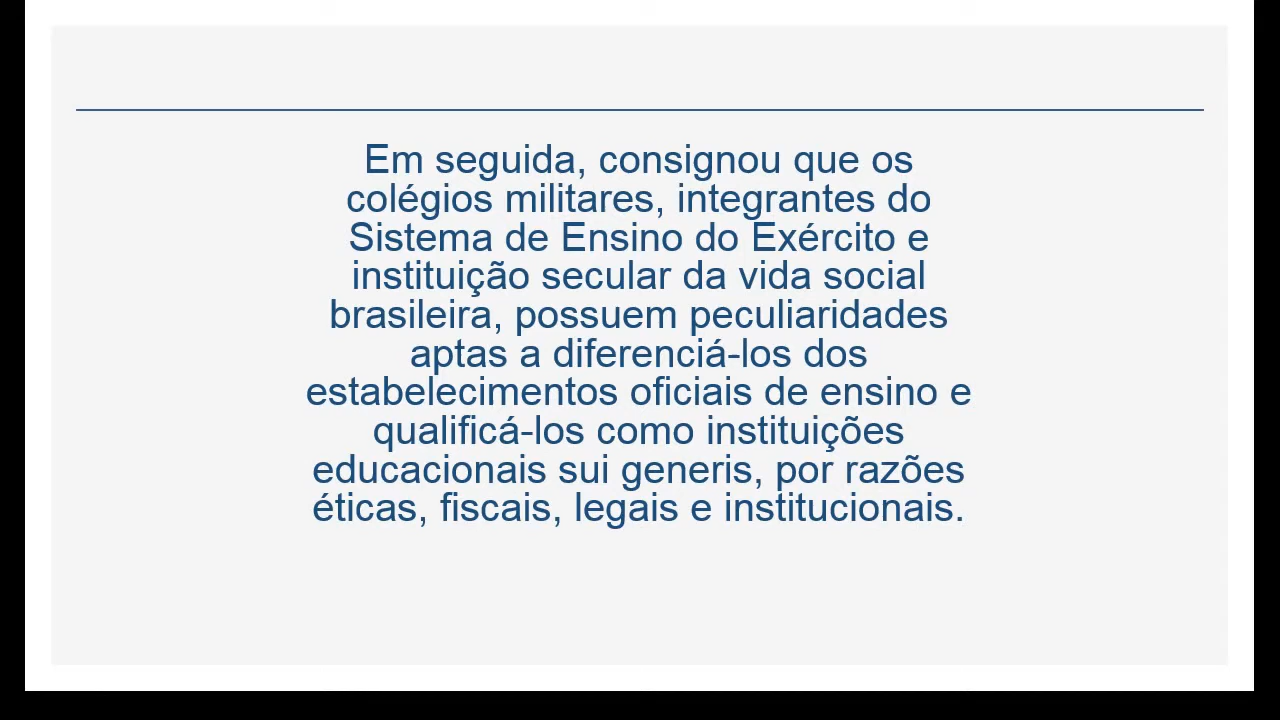 Em seguida, consignou que os
colégios militares, integrantes do
Sistema de Ensino do Exército e
instituição secular da vida social
brasileira, possuem peculiaridades
aptas a diferenciá-los dos
estabelecimentos oficiais de ensino e
qualificá-los como instituições
educacionais sui generis, por razões
éticas, fiscais, legais e institucionais.